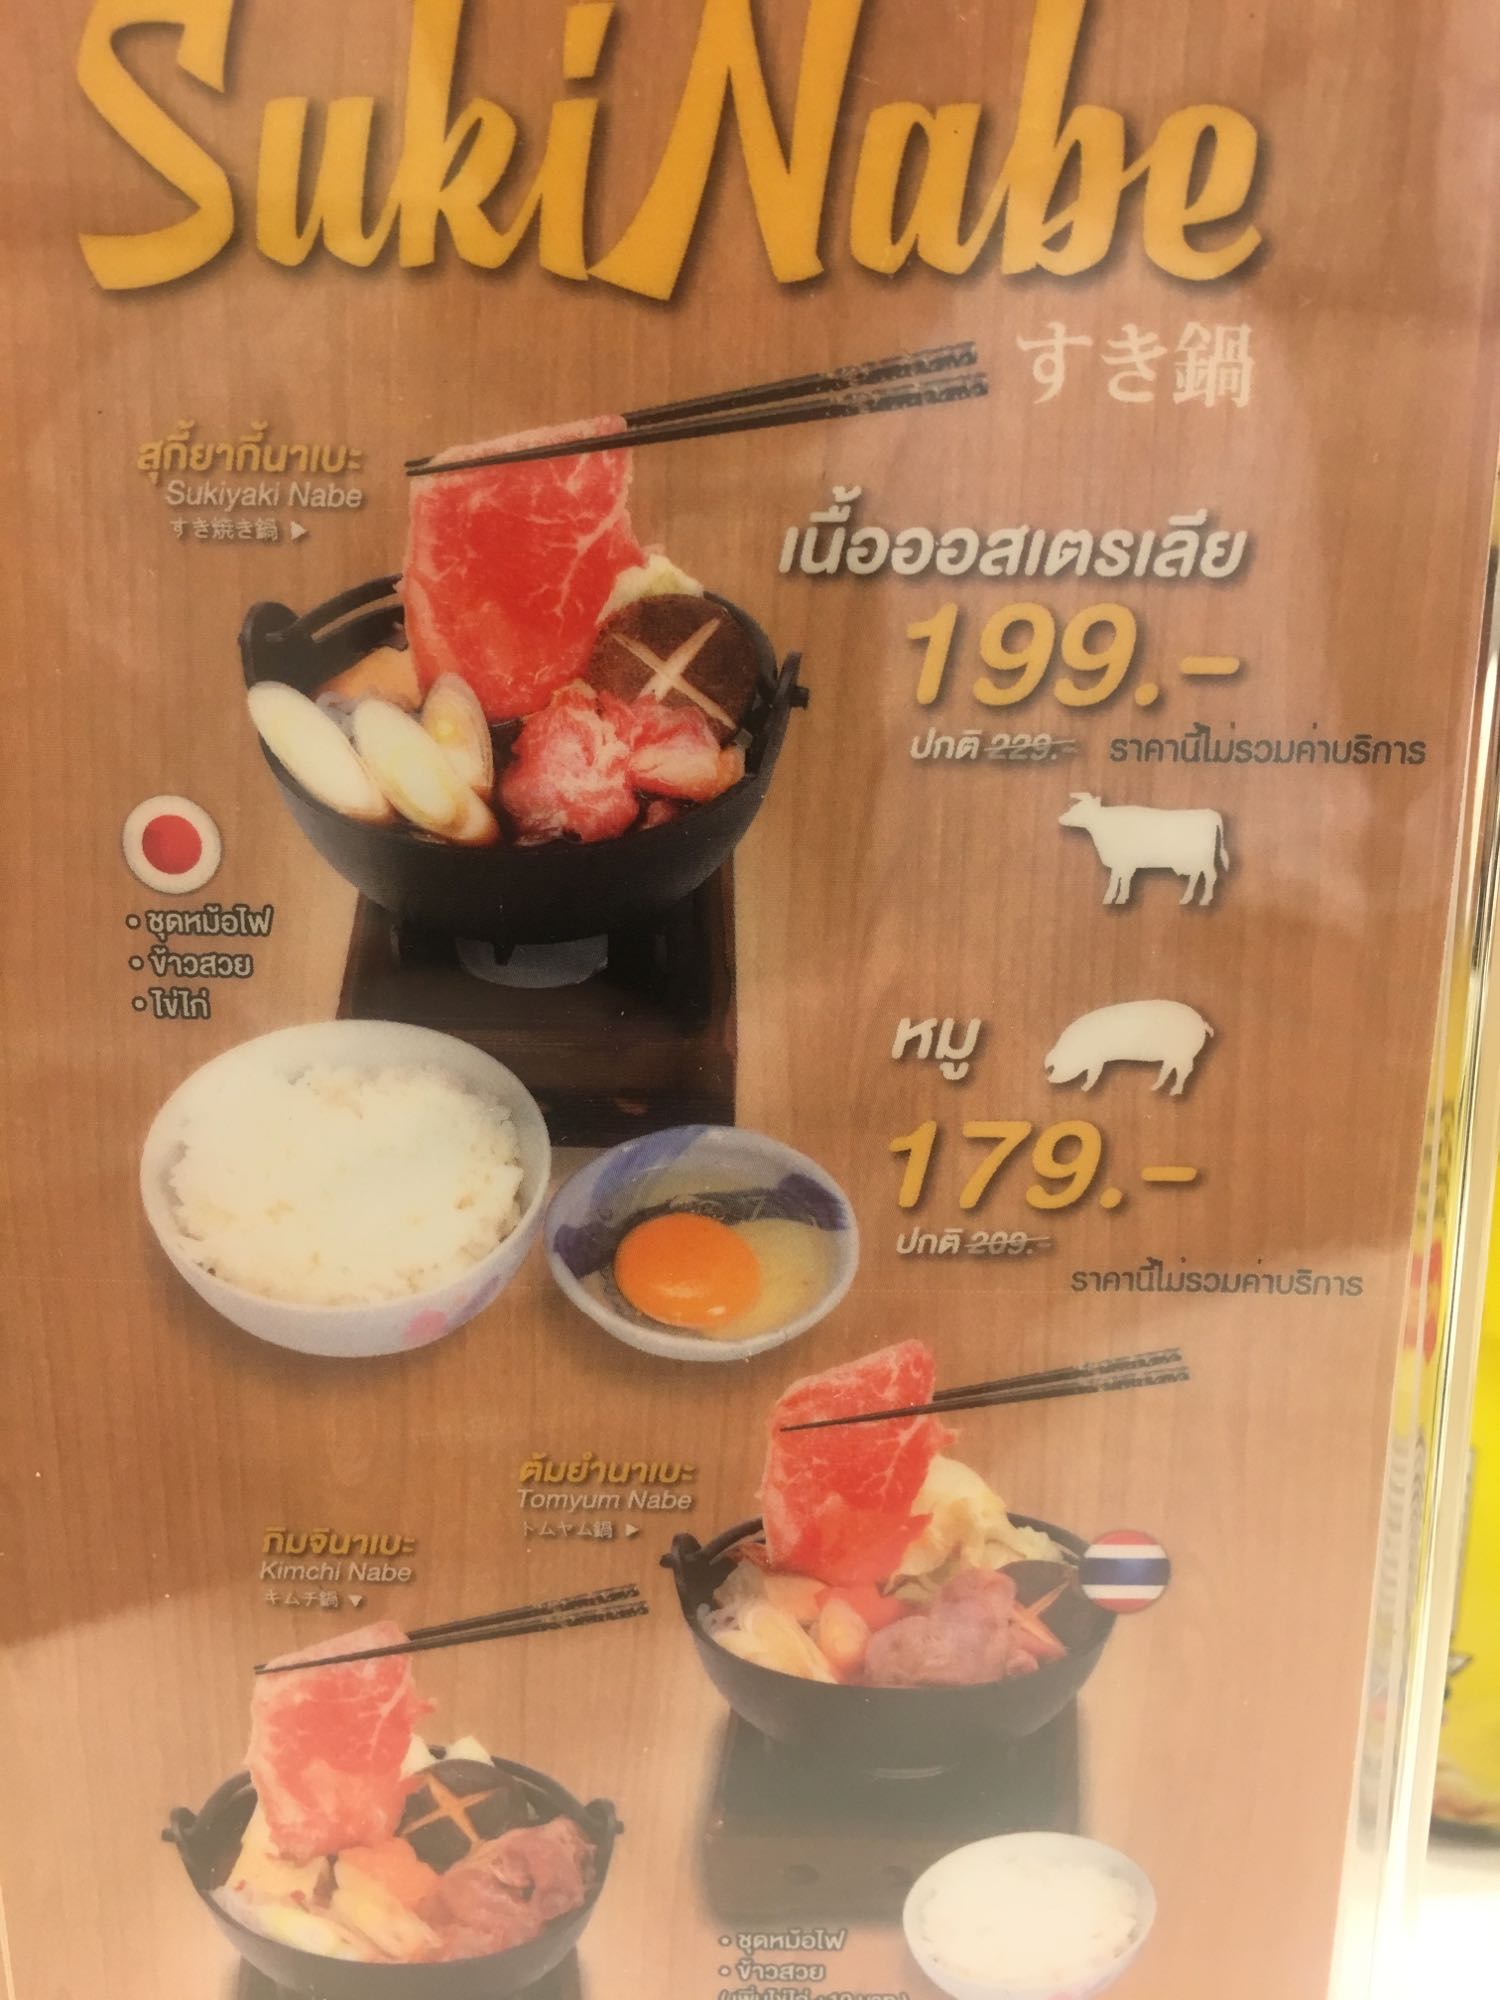 Suki Nabe
すき鍋
สุกี้ยากี้นาเบะ
Sukiyaki Nabe
すき焼き鍋 ▶
เนื้อออสเตรเลีย
199.-
ปกติ 229.- ราคานี้ไม่รวมค่าบริการ
• ชุดหม้อไฟ
• ข้าวสวย
• ไข่ไก่
หมู
179.-
ปกติ 209.-
ราคานี้ไม่รวมค่าบริการ
ต้มยำนาเบะ
Tomyum Nabe
トムヤム鍋 ▶
กิมจินาเบะ
Kimchi Nabe
キムチ鍋 ▼
• ชุดหม้อไฟ
• ข้าวสวย